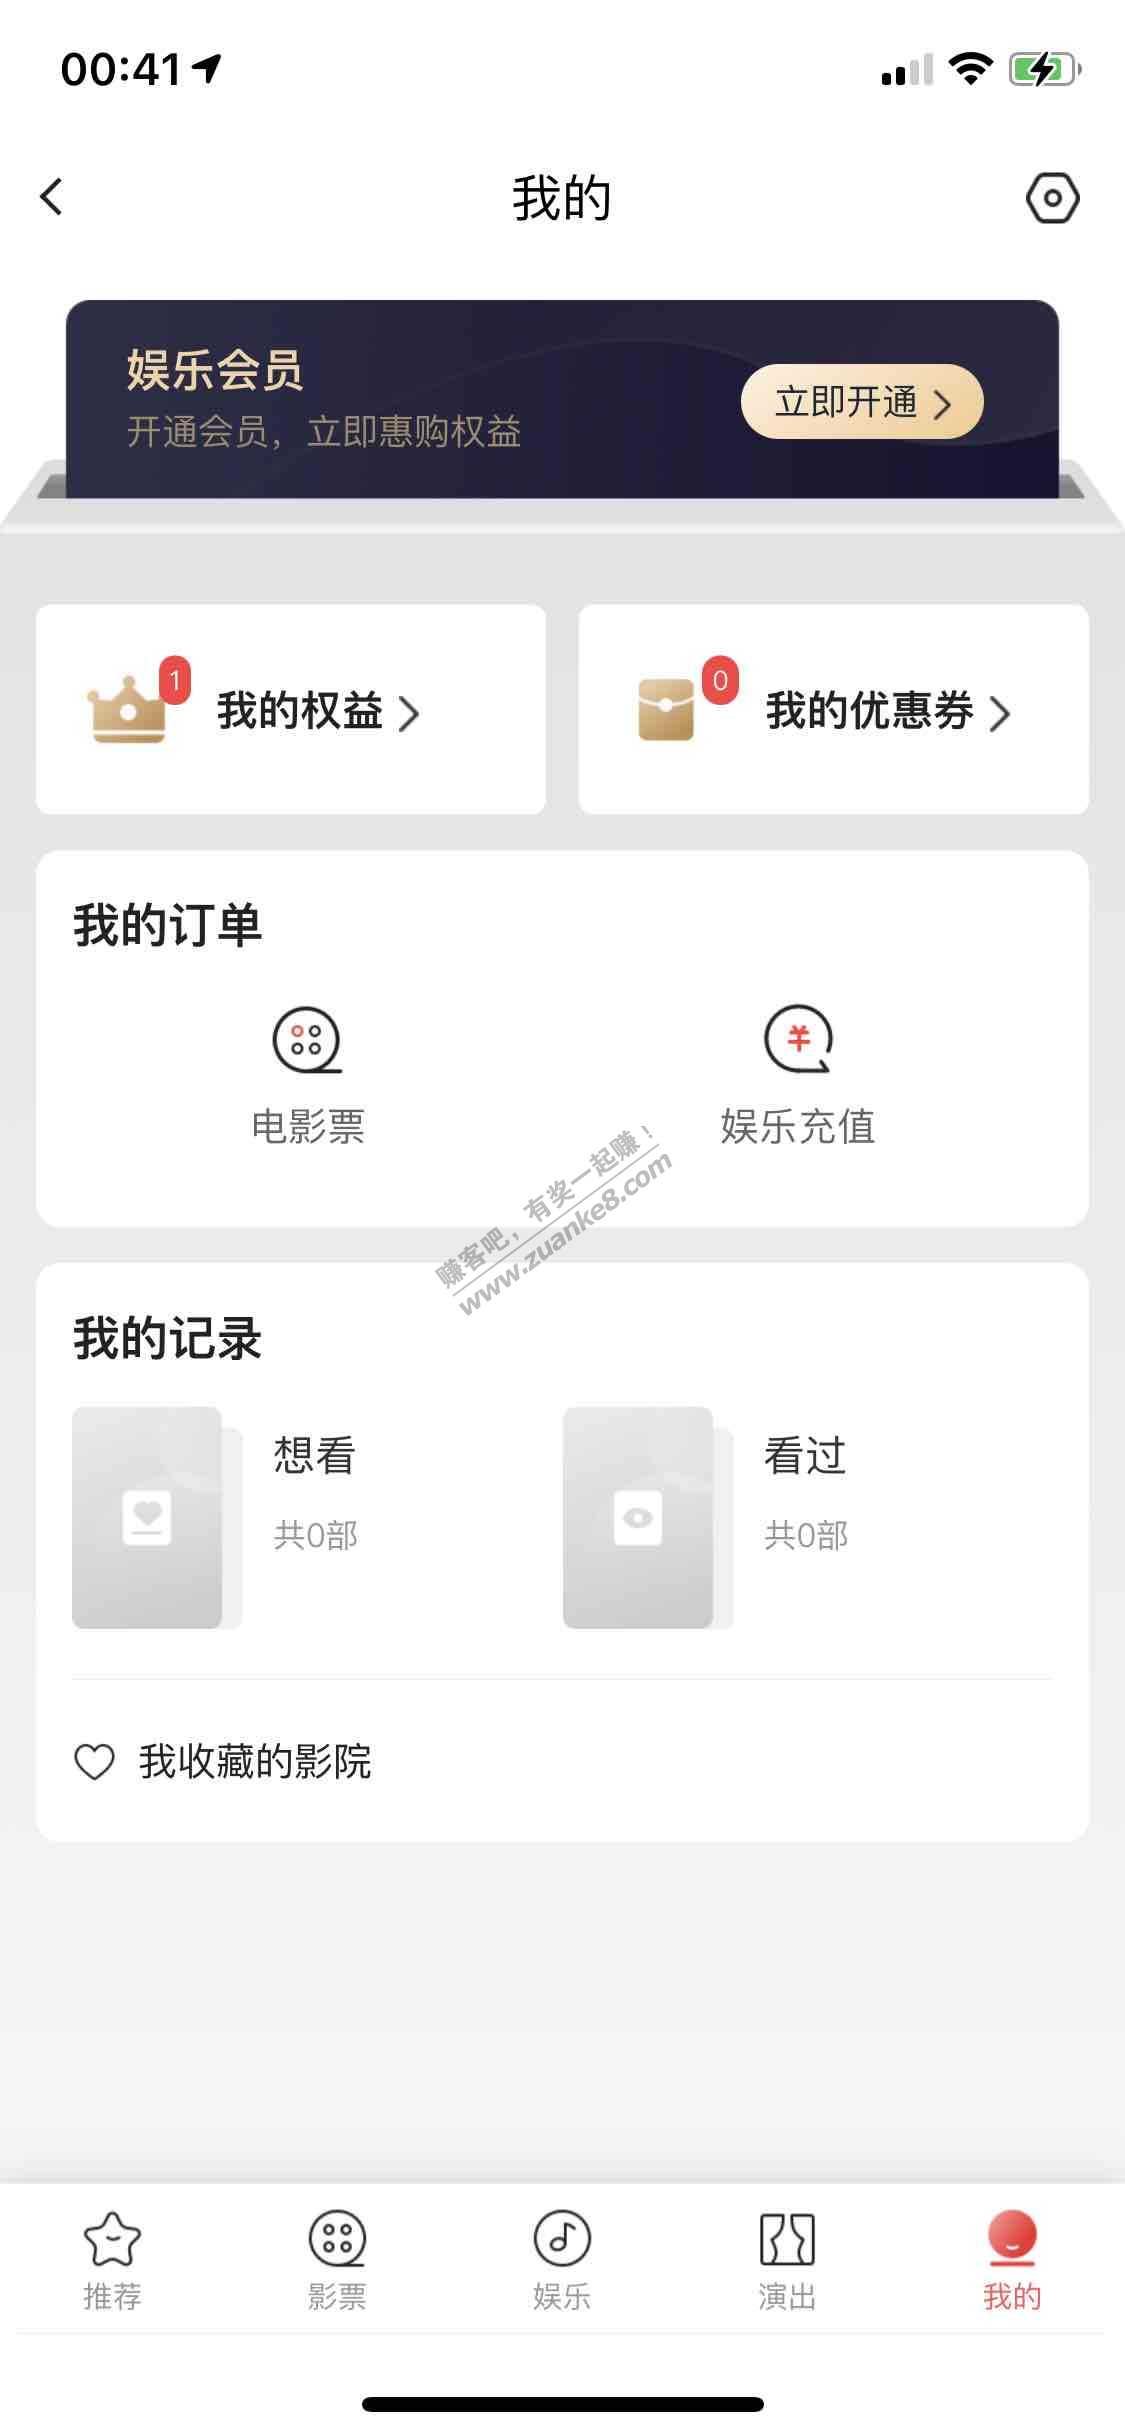 00:41
我的
娱乐会员
开通会员，立即惠购权益
立即开通
1
我的权益
0
我的优惠券
我的订单
电影票
娱乐充值
赚客吧，有奖一起赚！
www.zuanke8.com
我的记录
想看
共0部
看过
共0部
我收藏的影院
推荐
影票
娱乐
演出
我的